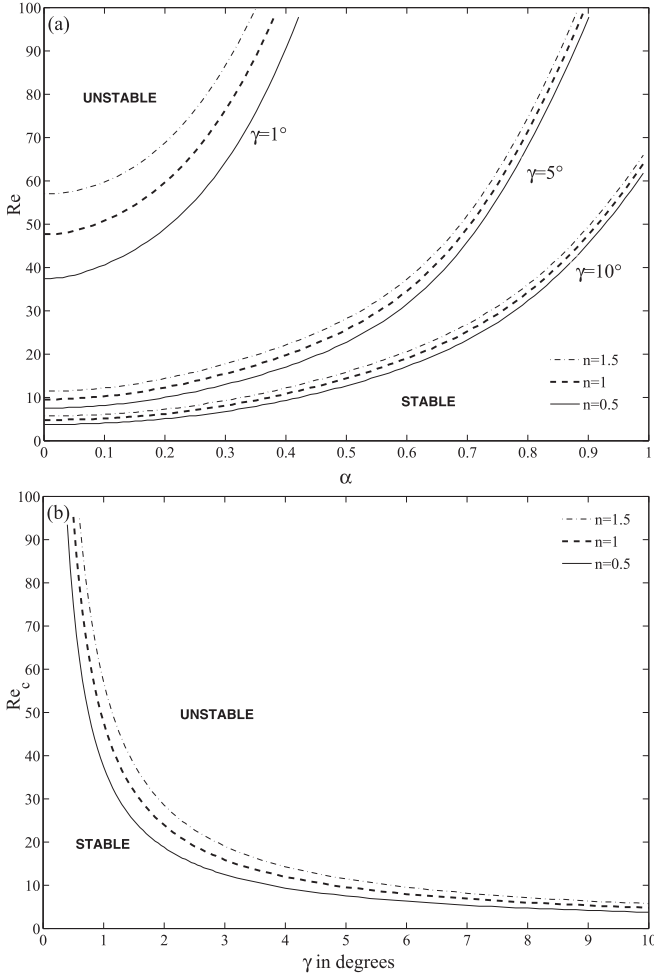 100
(a)
90
80
UNSTABLE
70
γ=1°
60
γ=5°
Re
50
40
γ=10°
30
20
n=1.5
n=1
10
STABLE
n=0.5
0
0 0.1 0.2 0.3 0.4 0.5 0.6 0.7 0.8 0.9 1
α
100
(b)
n=1.5
90
n=1
n=0.5
80
70
60
Re_c
50
UNSTABLE
40
30
20
STABLE
10
0
0 1 2 3 4 5 6 7 8 9 10
γ in degrees